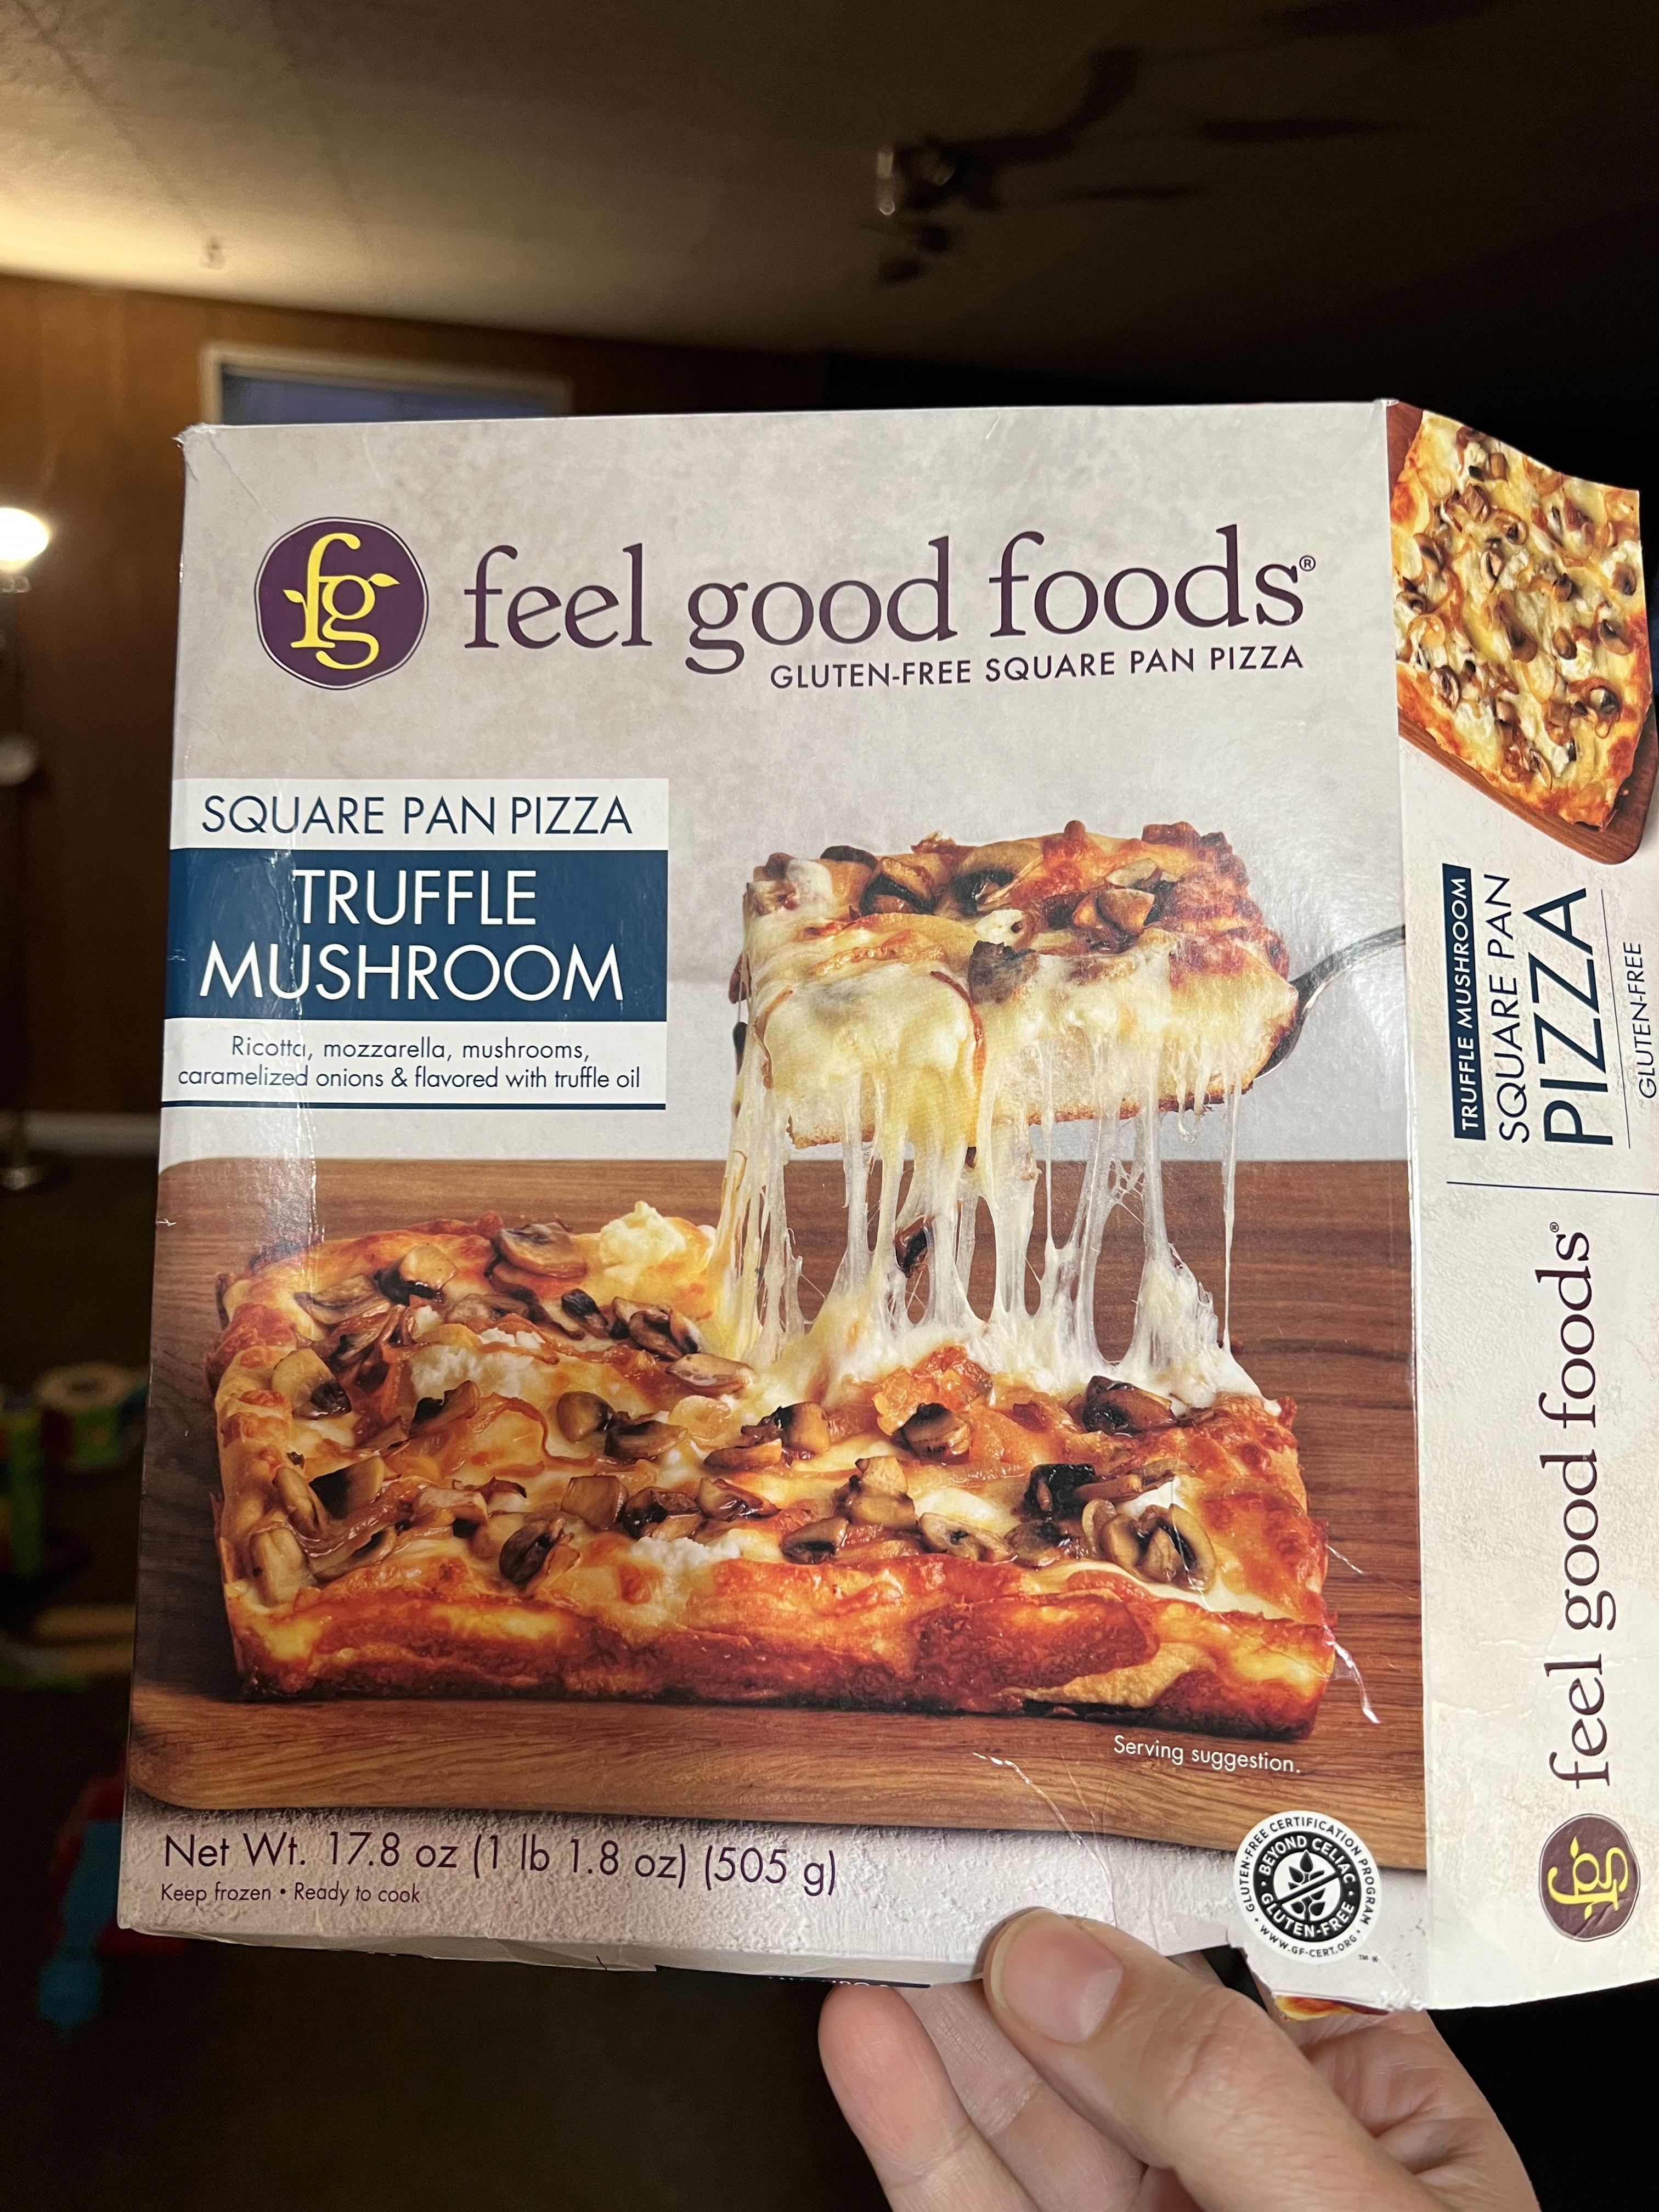 fg feel good foods®
GLUTEN-FREE SQUARE PAN PIZZA
SQUARE PAN PIZZA
TRUFFLE
MUSHROOM
Ricotta, mozzarella, mushrooms,
caramelized onions & flavored with truffle oil
Serving suggestion.
Net Wt. 17.8 oz (1 lb 1.8 oz) (505 g)
Keep frozen • Ready to cook
GLUTEN-FREE CERTIFICATION PROGRAM
BEYOND CELIAC
GLUTEN-FREE
WWW.GF-CERT.ORG
TM *
TRUFFLE MUSHROOM
SQUARE PAN
PIZZA
GLUTEN-FREE
fg feel good foods®